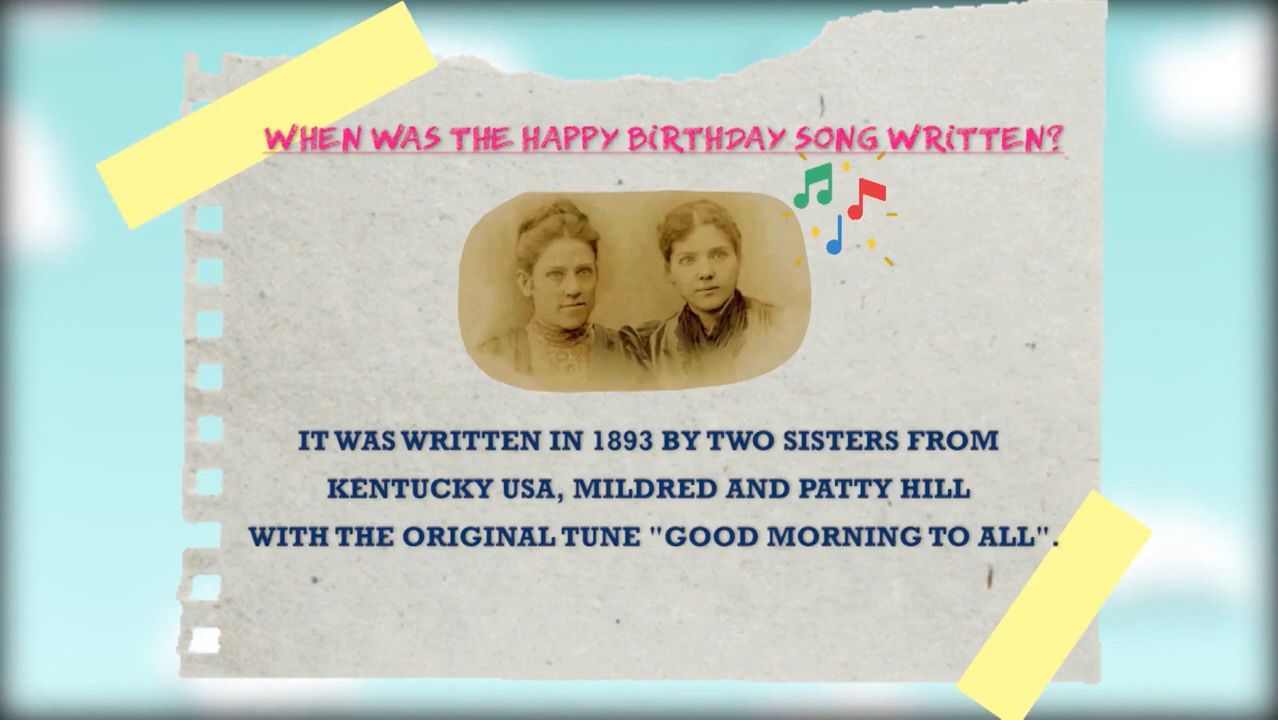 WHEN WAS THE HAPPY BiRTHDAY SONG WRiTTEN?
IT WAS WRITTEN IN 1893 BY TWO SISTERS FROM
KENTUCKY USA, MILDRED AND PATTY HILL
WITH THE ORIGINAL TUNE "GOOD MORNING TO ALL".